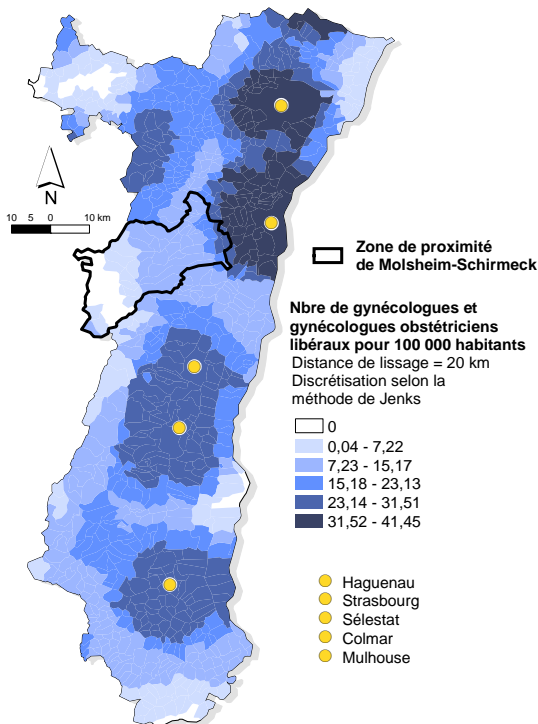 N
10 5 0 10 km
Zone de proximité
de Molsheim-Schirmeck
Nbre de gynécologues et
gynécologues obstétriciens
libéraux pour 100 000 habitants
Distance de lissage = 20 km
Discrétisation selon la
méthode de Jenks
0
0,04 - 7,22
7,23 - 15,17
15,18 - 23,13
23,14 - 31,51
31,52 - 41,45
Haguenau
Strasbourg
Sélestat
Colmar
Mulhouse